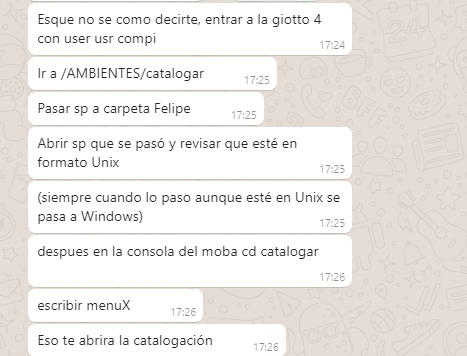 Esque no se como decirte, entrar a la giotto 4
con user usr compi
17:24
Ir a /AMBIENTES/catalogar
17:25
Pasar sp a carpeta Felipe
17:25
Abrir sp que se pasó y revisar que esté en
formato Unix
17:25
(siempre cuando lo paso aunque esté en Unix se
pasa a Windows)
17:25
despues en la consola del moba cd catalogar
17:26
escribir menuX
17:26
Eso te abrira la catalogación
17:26